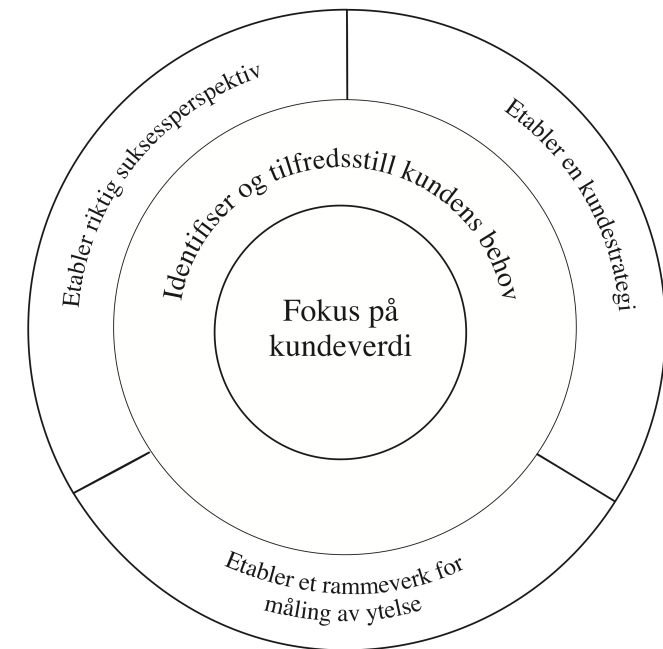 Etabler riktig suksessperspektiv
Etabler en kundestrategi
Identifiser og tilfredsstill kundens behov
Fokus på
kundeverdi
Etabler et rammeverk for
måling av ytelse